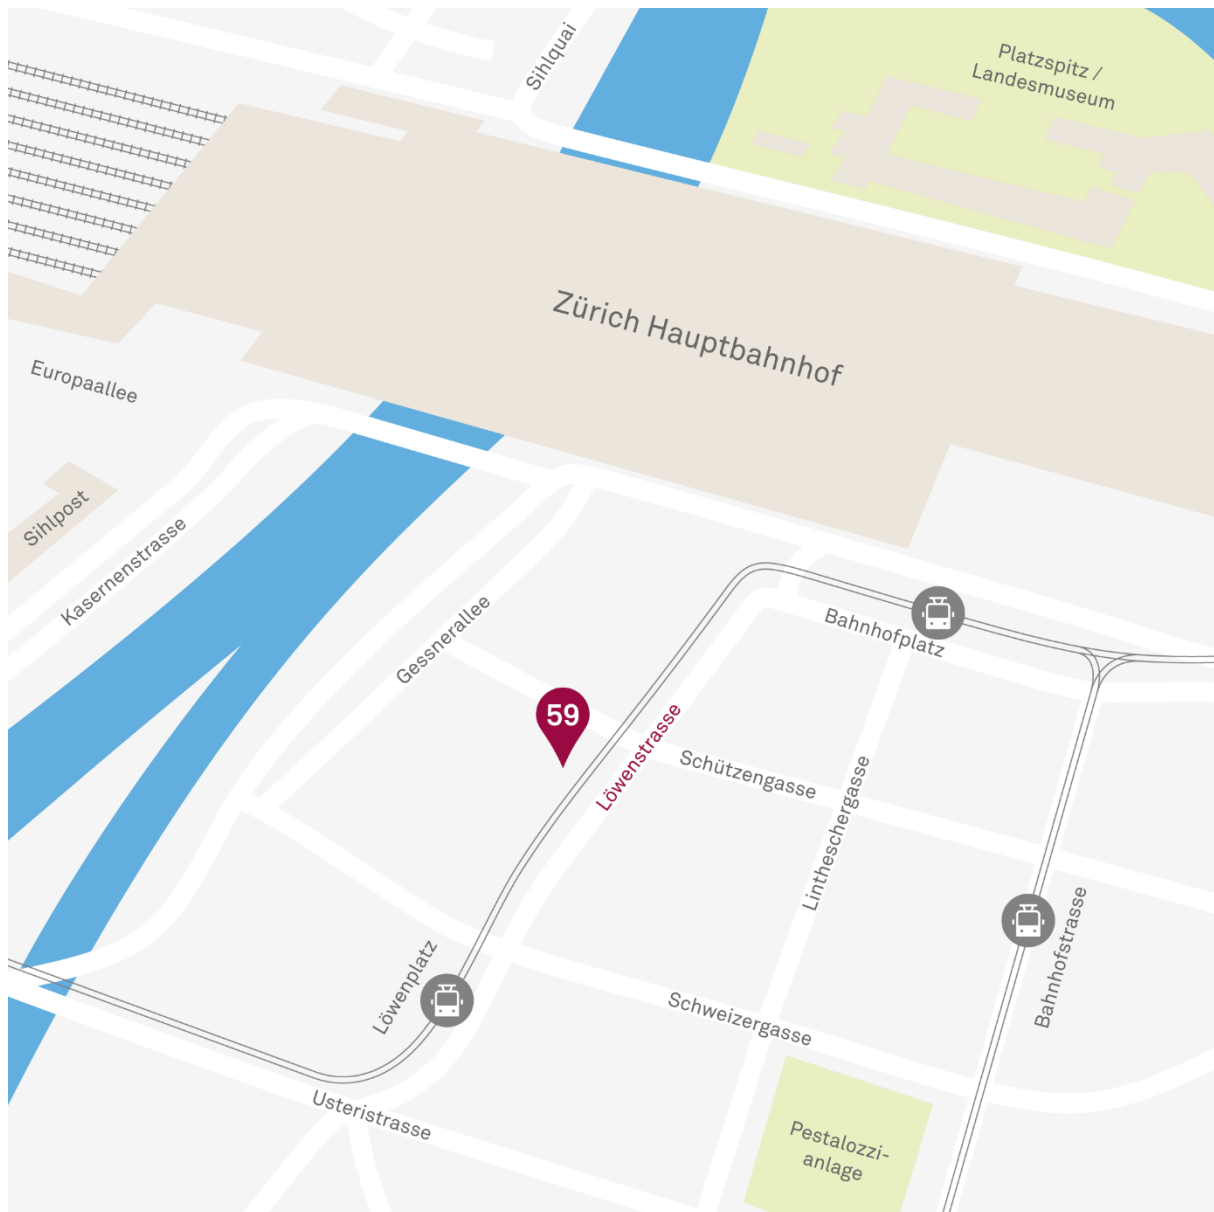 Sihlquai
Platzspitz /
Landesmuseum
Zürich Hauptbahnhof
Europaallee
Sihlpost
Kasernenstrasse
Gessnerallee
Bahnhofplatz
59
Löwenstrasse
Schützengasse
Lintheschergasse
Bahnhofstrasse
Löwenplatz
Schweizergasse
Usteristrasse
Pestalozzi-
anlage